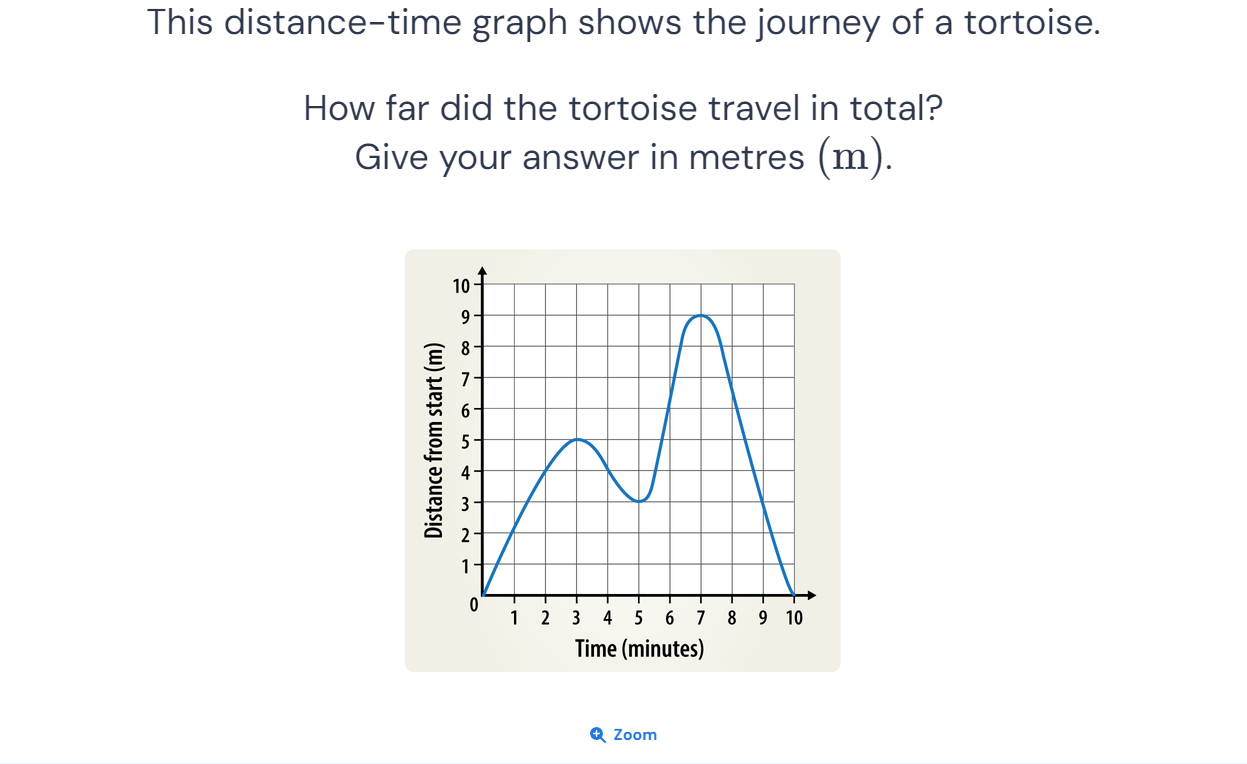 This distance-time graph shows the journey of a tortoise.
How far did the tortoise travel in total?
Give your answer in metres (m).
10
9
8
7
6
5
4
3
2
1
0
Distance from start (m)
1 2 3 4 5 6 7 8 9 10
Time (minutes)
Zoom